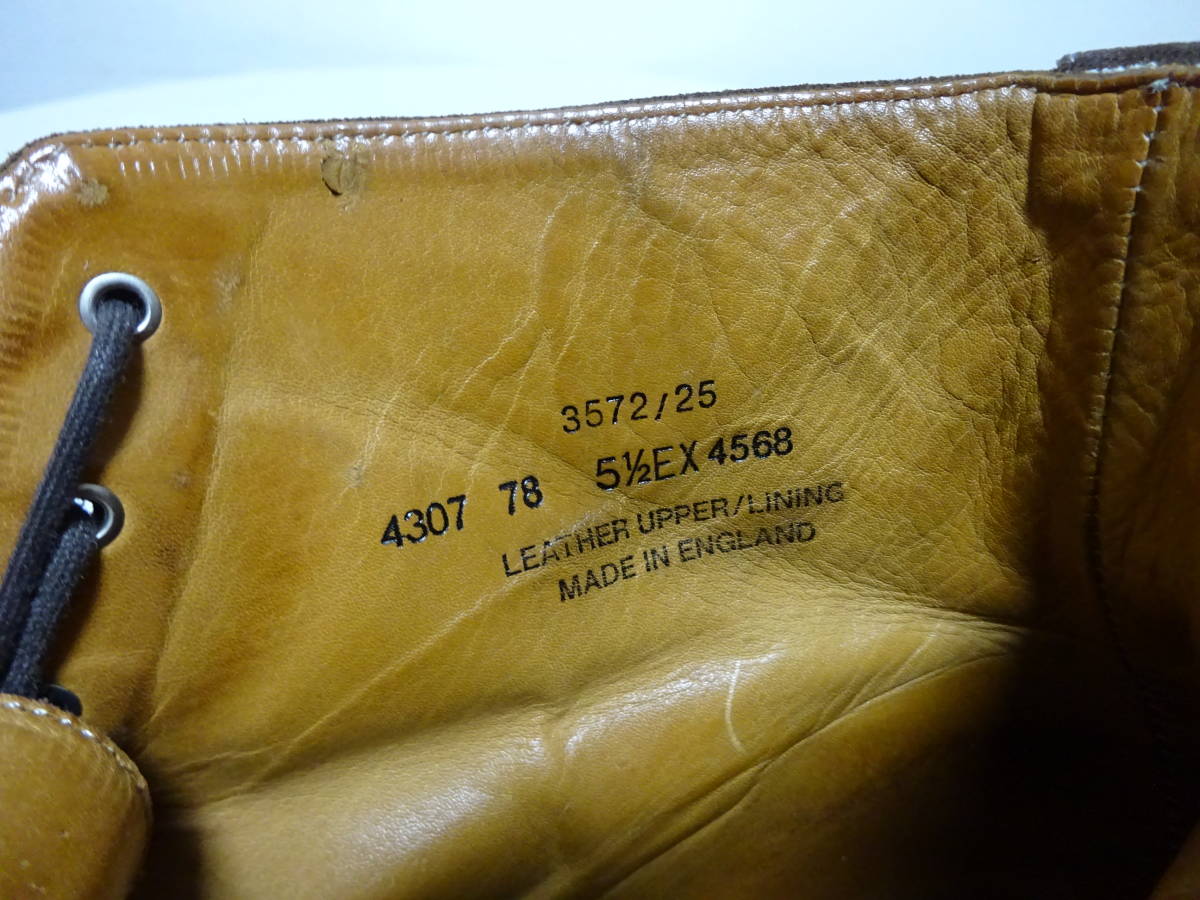 3572/25
4307 78 5½EX 4568
LEATHER UPPER/LINING
MADE IN ENGLAND